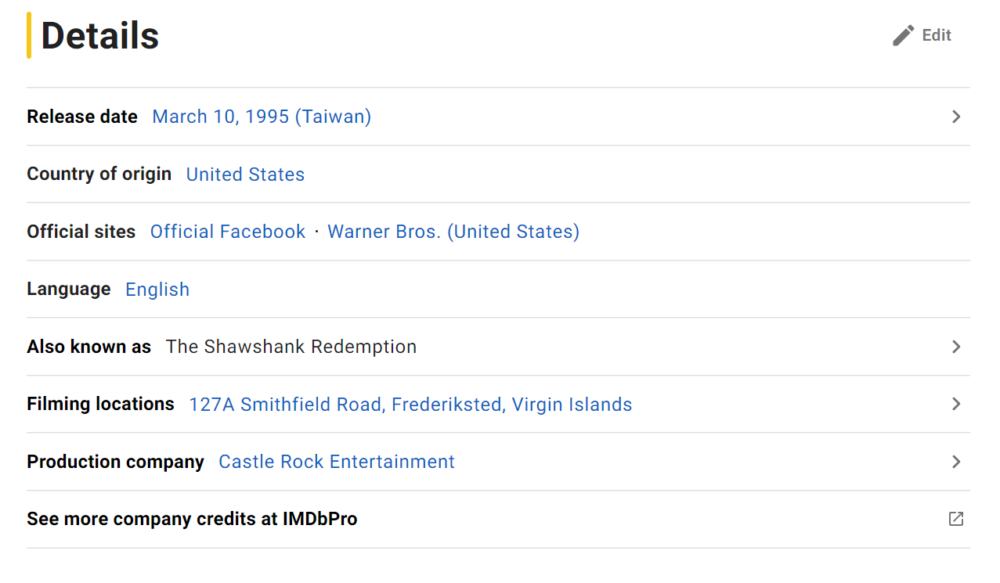 Details
Edit
Release date March 10, 1995 (Taiwan)
Country of origin United States
Official sites Official Facebook · Warner Bros. (United States)
Language English
Also known as The Shawshank Redemption
Filming locations 127A Smithfield Road, Frederiksted, Virgin Islands
Production company Castle Rock Entertainment
See more company credits at IMDbPro